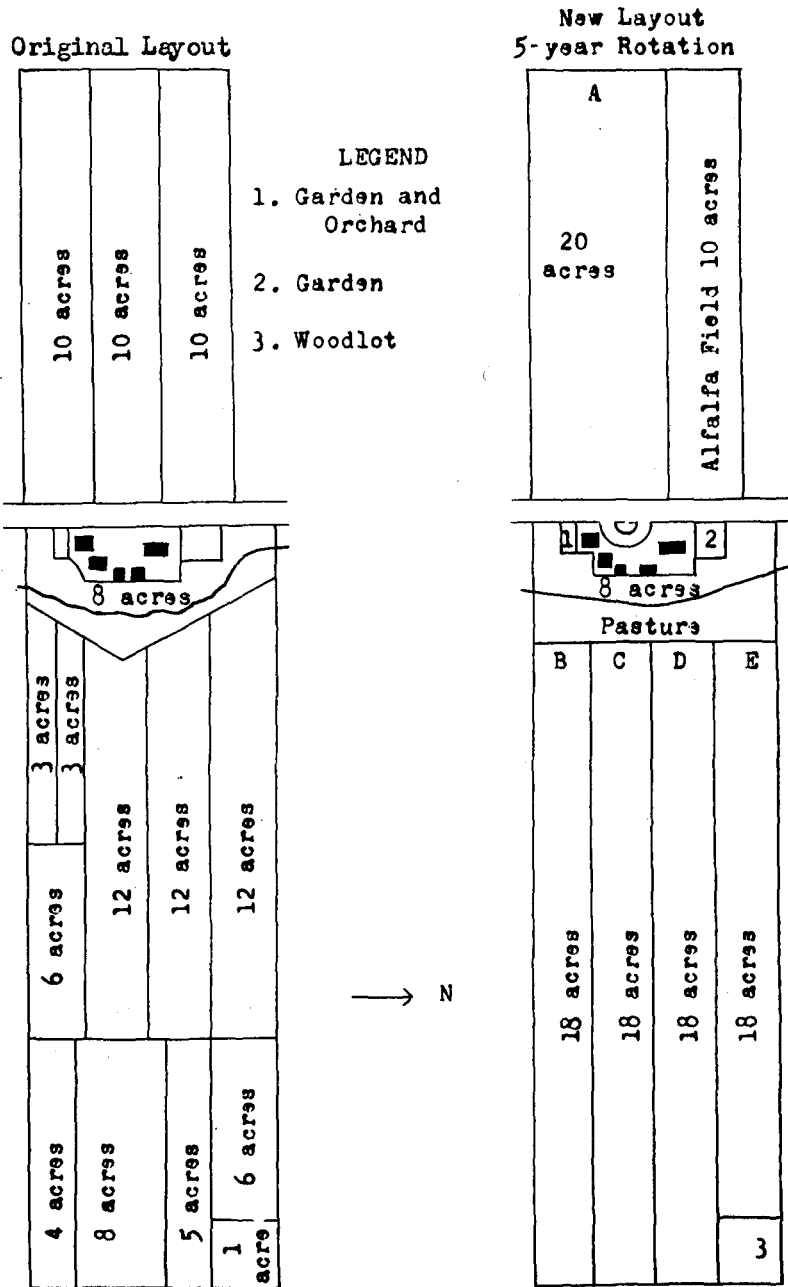 Original Layout
10 acres
10 acres
10 acres
8 acres
3 acres
3 acres
6 acres
12 acres
12 acres
12 acres
4 acres
8 acres
5 acres
6 acres
1
acre
LEGEND
1. Garden and
Orchard
2. Garden
3. Woodlot
N
New Layout
5-year Rotation
A
20
acres
Alfalfa Field 10 acres
1
2
8 acres
Pasture
B
C
D
E
18 acres
18 acres
18 acres
18 acres
3